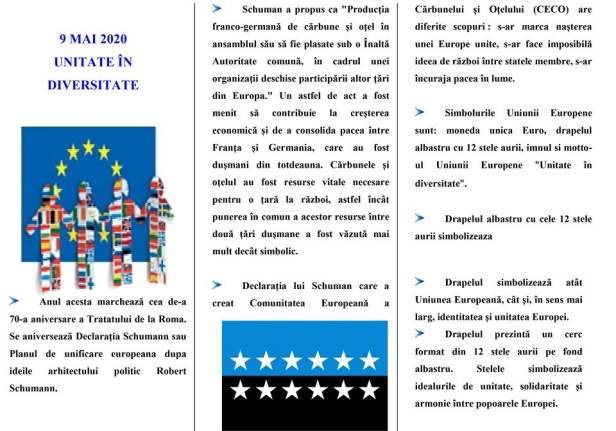 9 MAI 2020
UNITATE ÎN
DIVERSITATE
Anul acesta marchează cea de-a
70-a aniversare a Tratatului de la Roma.
Se aniversează Declarația Schumann sau
Planul de unificare europeana dupa
ideile arhitectului politic Robert
Schumann.
Schuman a propus ca "Producția
franco-germană de cărbune și oțel în
ansamblul său să fie plasate sub o Înaltă
Autoritate comună, în cadrul unei
organizații deschise participării altor țări
din Europa." Un astfel de act a fost
menit să contribuie la creșterea
economică și de a consolida pacea între
Franța și Germania, care au fost
dușmani din totdeauna. Cărbunele și
oțelul au fost resurse vitale necesare
pentru o țară la război, astfel încât
punerea în comun a acestor resurse între
două țări dușmane a fost văzută mai
mult decât simbolic.
Declarația lui Schuman care a
creat Comunitatea Europeană a
Cărbunelui și Oțelului (CECO) are
diferite scopuri : s-ar marca nașterea
unei Europe unite, s-ar face imposibilă
ideea de război între statele membre, s-ar
încuraja pacea în lume.
Simbolurile Uniunii Europene
sunt: moneda unica Euro, drapelul
albastru cu 12 stele aurii, imnul si motto-
ul Uniunii Europene "Unitate în
diversitate".
Drapelul albastru cu cele 12 stele
aurii simbolizeaza
Drapelul simbolizează atât
Uniunea Europeană, cât și, în sens mai
larg, identitatea și unitatea Europei.
Drapelul prezintă un cerc
format din 12 stele aurii pe fond
albastru. Stelele simbolizează
idealurile de unitate, solidaritate și
armonie între popoarele Europei.